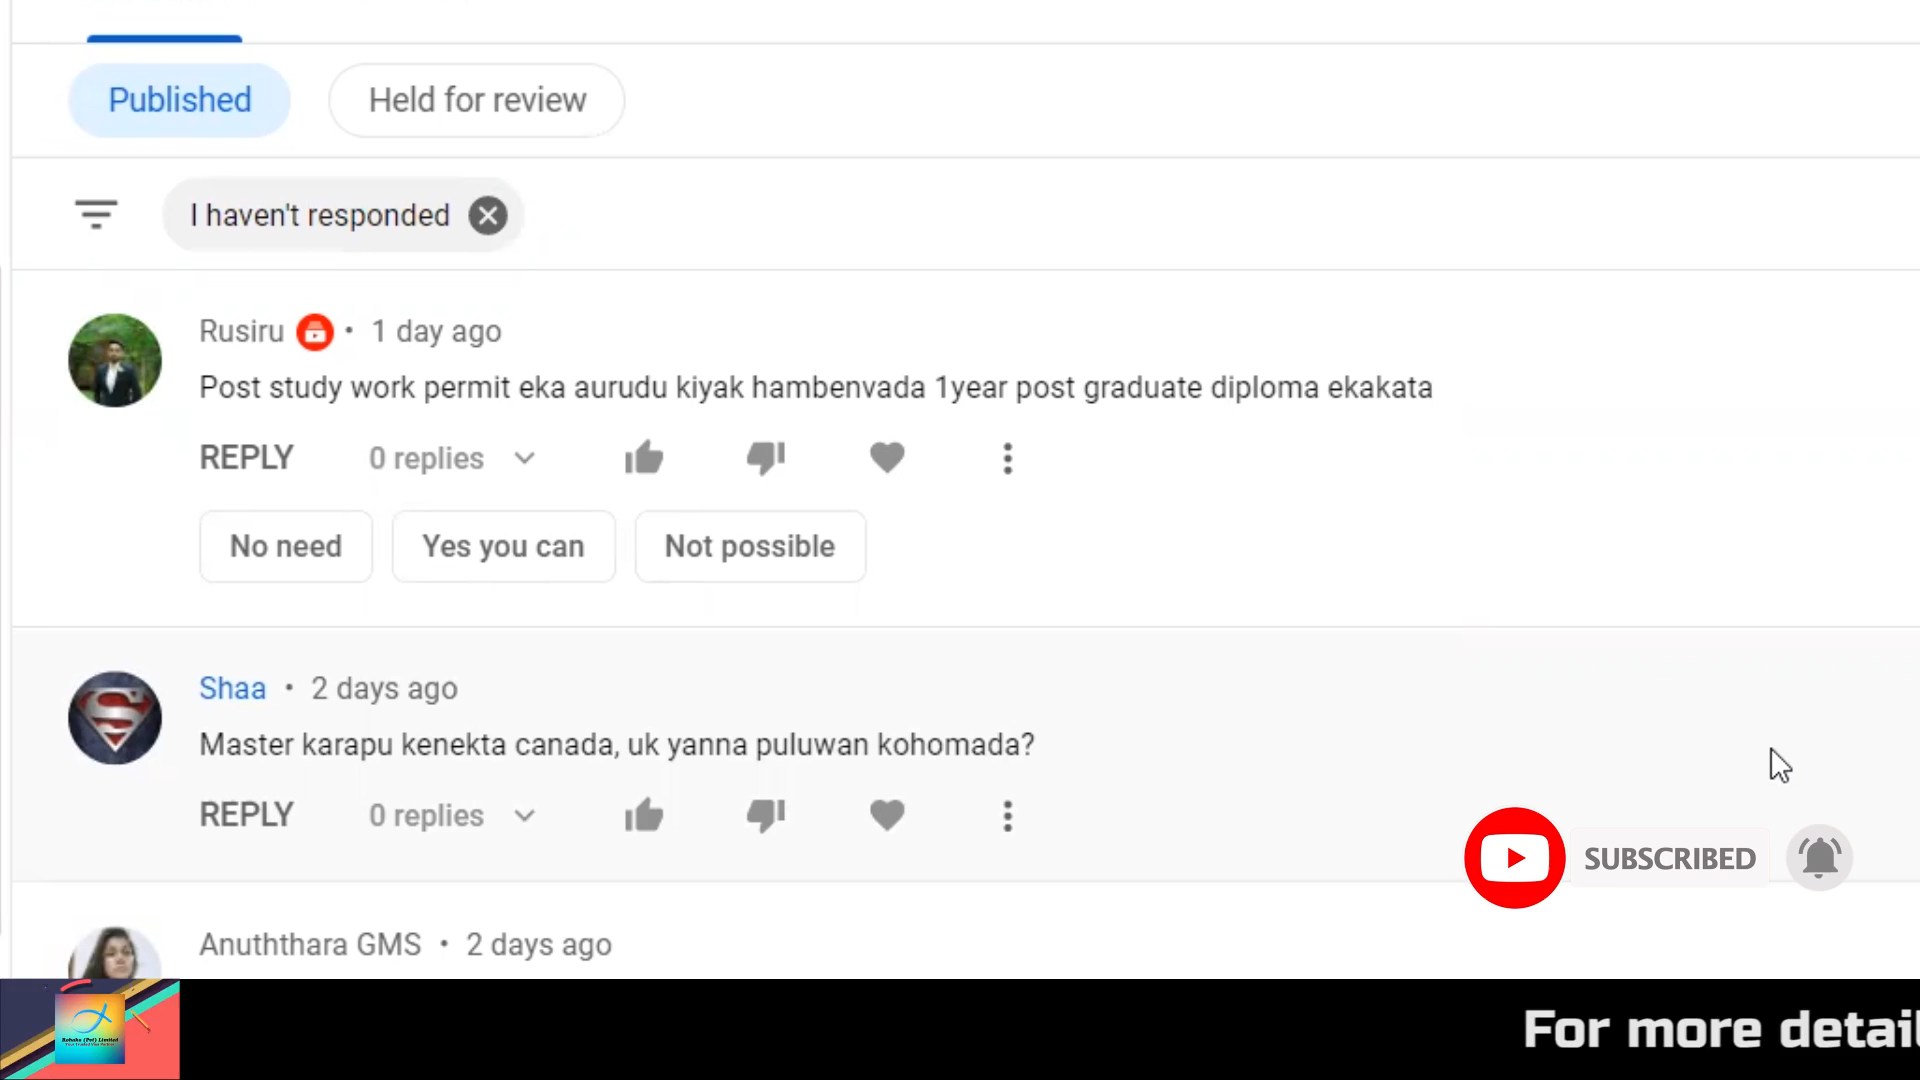 Published
Held for review
I haven't responded
Rusiru • 1 day ago
Post study work permit eka aurudu kiyak hambenvada 1year post graduate diploma ekakata
REPLY 0 replies
No need
Yes you can
Not possible
Shaa • 2 days ago
Master karapu kenekta canada, uk yanna puluwan kohomada?
REPLY 0 replies
SUBSCRIBED
Anuththara GMS • 2 days ago
For more detail